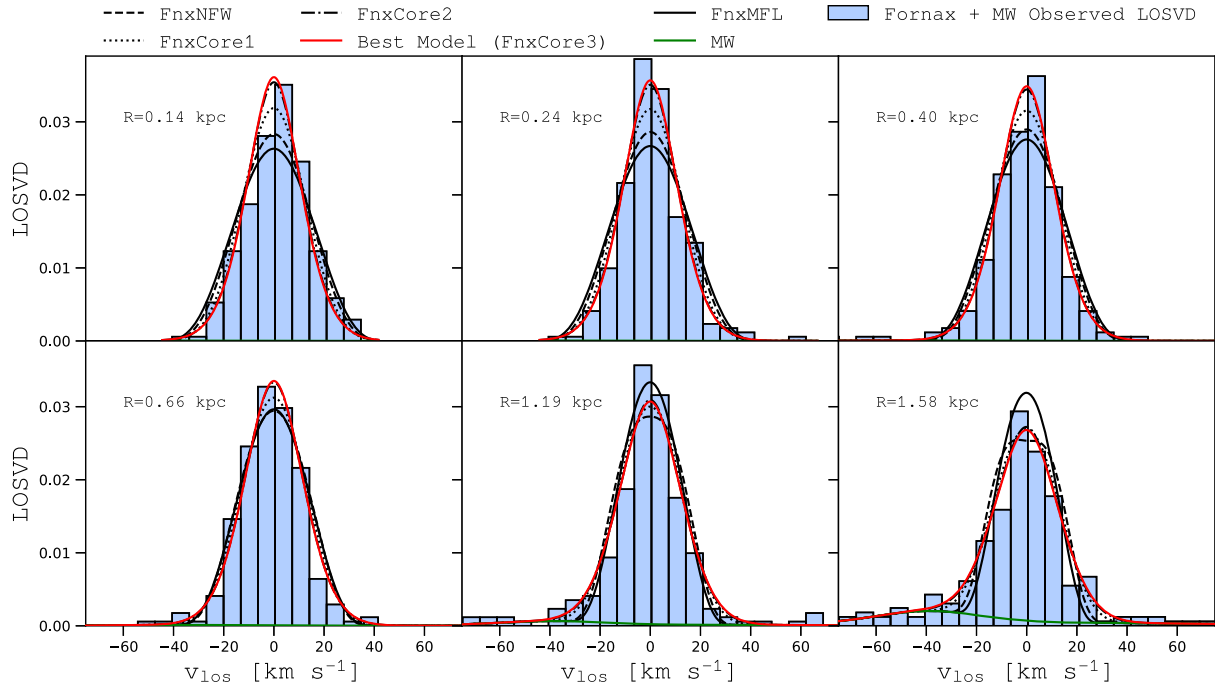 FnxNFW FnxCore2 FnxMFL Fornax + MW Observed LOSVD
FnxCore1 Best Model (FnxCore3) MW
R=0.14 kpc R=0.24 kpc R=0.40 kpc
0.03
0.02
0.01
0.00
LOSVD
R=0.66 kpc R=1.19 kpc R=1.58 kpc
0.03
0.02
0.01
0.00
LOSVD
−60 −40 −20 0 20 40 60 −60 −40 −20 0 20 40 60 −60 −40 −20 0 20 40 60
v_los [km s⁻¹] v_los [km s⁻¹] v_los [km s⁻¹]